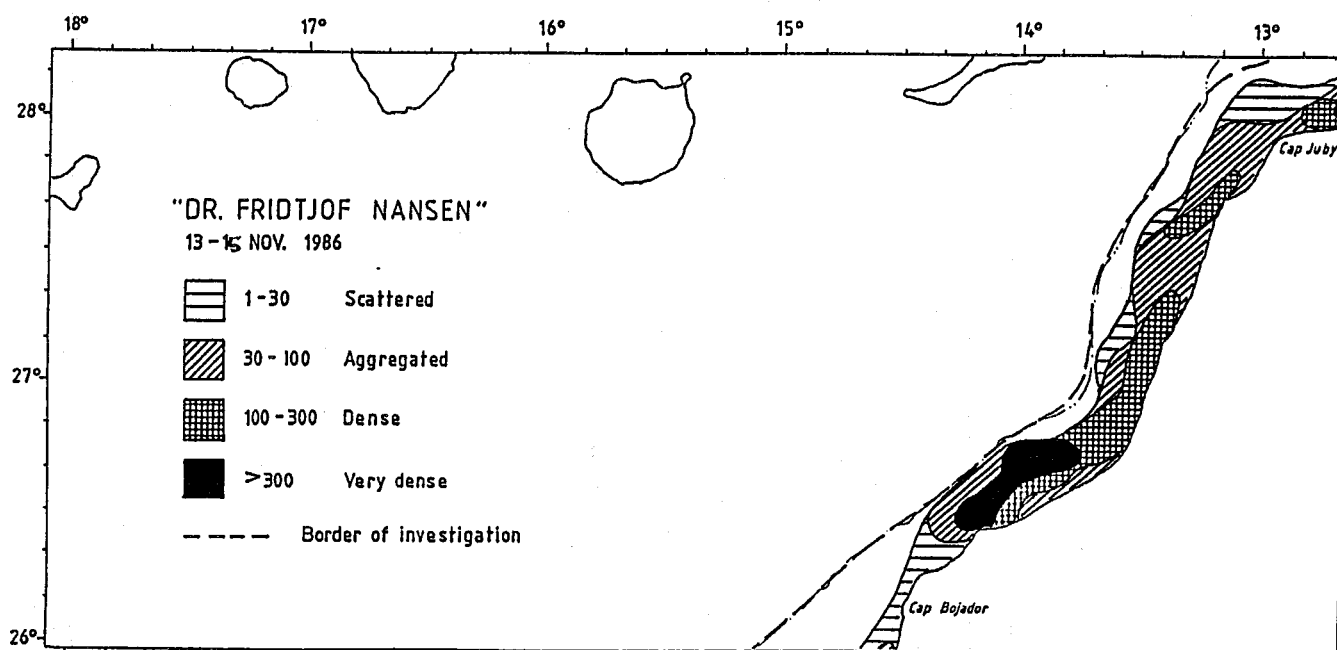 18° 17° 16° 15° 14° 13°
28°
Cap Juby
"DR. FRIDTJOF NANSEN"
13-15 NOV. 1986
1-30 Scattered
30-100 Aggregated
27°
100-300 Dense
>300 Very dense
Border of investigation
Cap Bojador
26°